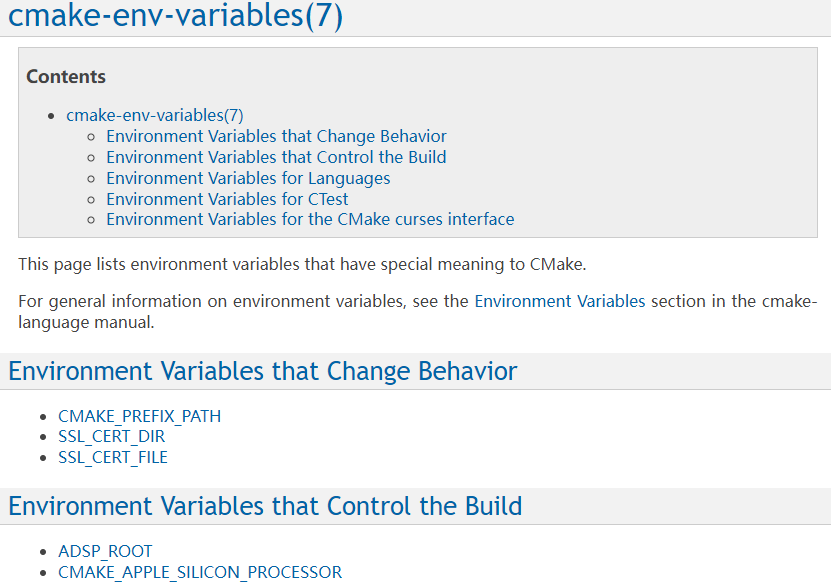 cmake-env-variables(7)
Contents
cmake-env-variables(7)
Environment Variables that Change Behavior
Environment Variables that Control the Build
Environment Variables for Languages
Environment Variables for CTest
Environment Variables for the CMake curses interface
This page lists environment variables that have special meaning to CMake.
For general information on environment variables, see the Environment Variables section in the cmake-
language manual.
Environment Variables that Change Behavior
CMAKE_PREFIX_PATH
SSL_CERT_DIR
SSL_CERT_FILE
Environment Variables that Control the Build
ADSP_ROOT
CMAKE_APPLE_SILICON_PROCESSOR